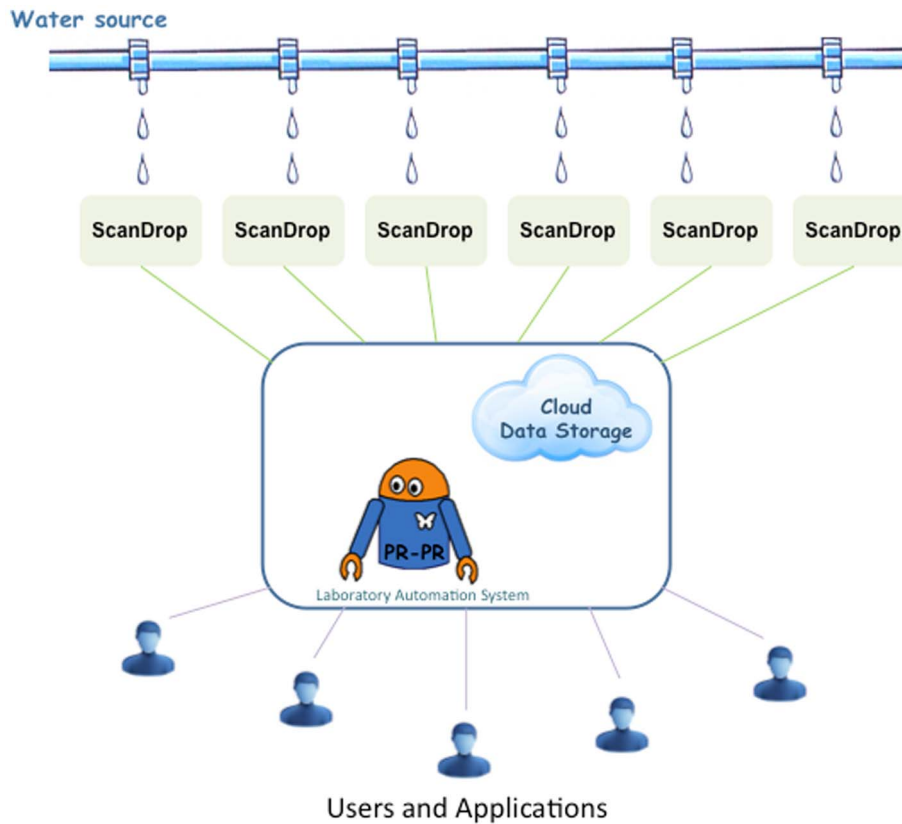 Water source
ScanDrop ScanDrop ScanDrop ScanDrop ScanDrop ScanDrop
Cloud
Data Storage
PR-PR
Laboratory Automation System
Users and Applications